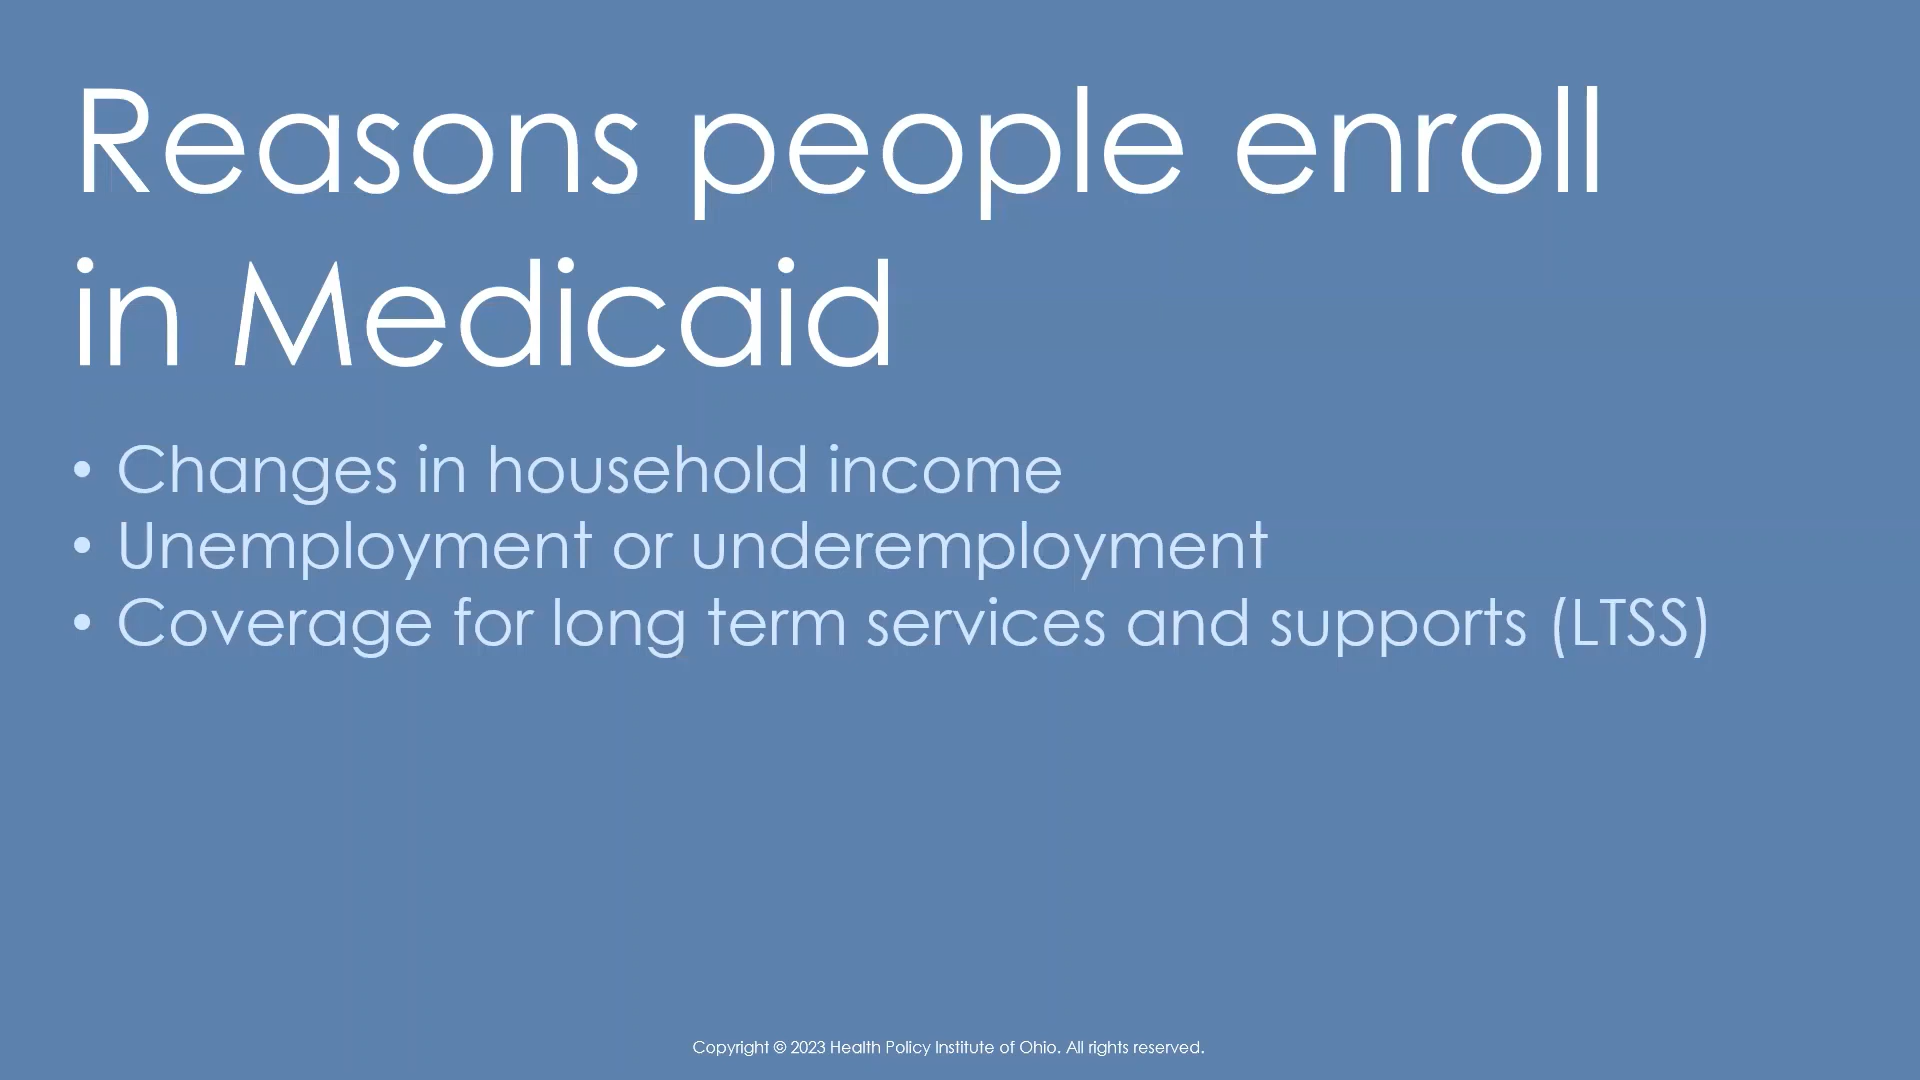 Reasons people enroll
in Medicaid
• Changes in household income
• Unemployment or underemployment
• Coverage for long term services and supports (LTSS)
Copyright © 2023 Health Policy Institute of Ohio. All rights reserved.